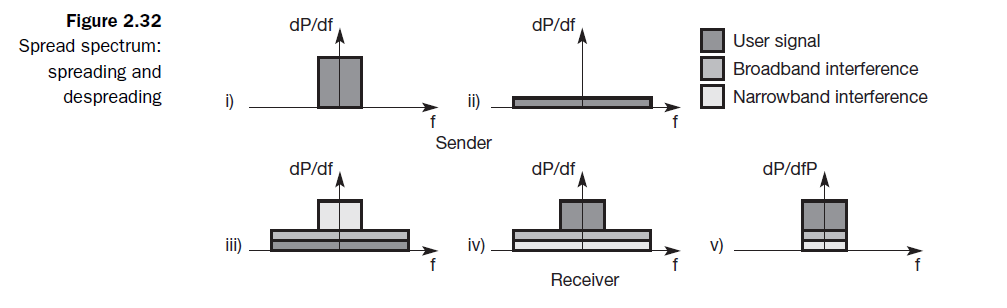 Figure 2.32
Spread spectrum:
spreading and
despreading
dP/df
i)
f
dP/df
ii)
f
Sender
User signal
Broadband interference
Narrowband interference
dP/df
iii)
f
dP/df
iv)
f
Receiver
dP/dfP
v)
f